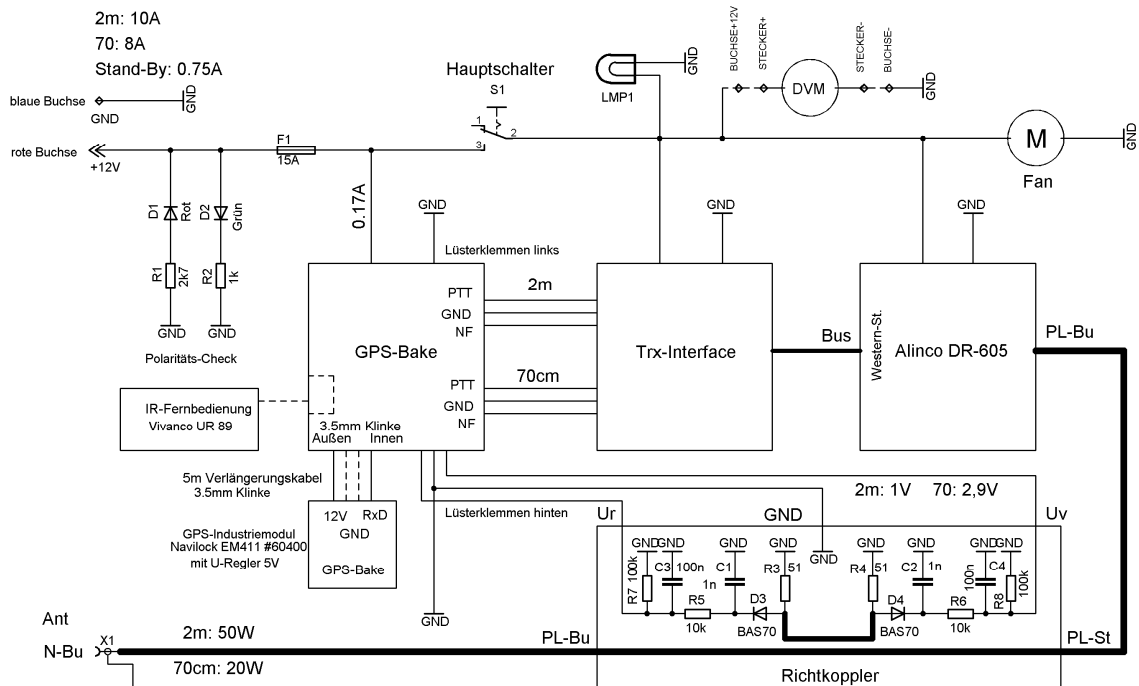 2m: 10A
70: 8A
Stand-By: 0.75A
blaue Buchse
GND
GND
rote Buchse
+12V
F1
15A
Hauptschalter
S1
1
2
3
LMP1
GND
BUCHSE+12V
STECKER+
DVM
STECKER-
BUCHSE-
GND
M
Fan
GND
D1
Rot
D2
Grün
R1
2k7
R2
1k
GND
GND
Polaritäts-Check
0.17A
GND
GND
GND
Lüsterklemmen links
PTT
GND
NF
2m
GPS-Bake
PTT
GND
NF
70cm
3.5mm Klinke
Außen
Innen
Trx-Interface
Bus
Western-St.
Alinco DR-605
PL-Bu
IR-Fernbedienung
Vivanco UR 89
5m Verlängerungskabel
3.5mm Klinke
12V
RxD
GND
GPS-Bake
GPS-Industriemodul
Navilock EM411 #60400
mit U-Regler 5V
Lüsterklemmen hinten
GND
2m: 1V
70: 2,9V
Ur
GND
Uv
GND
GND
GND
GND
GND
GND
GND
GND
GND
R7
100k
C3
100n
C1
1n
R3
51
R4
51
C2
1n
100n
C4
R8
100k
R5
10k
D3
BAS70
D4
BAS70
R6
10k
Ant
N-Bu
X1
2m: 50W
70cm: 20W
PL-Bu
PL-St
Richtkoppler